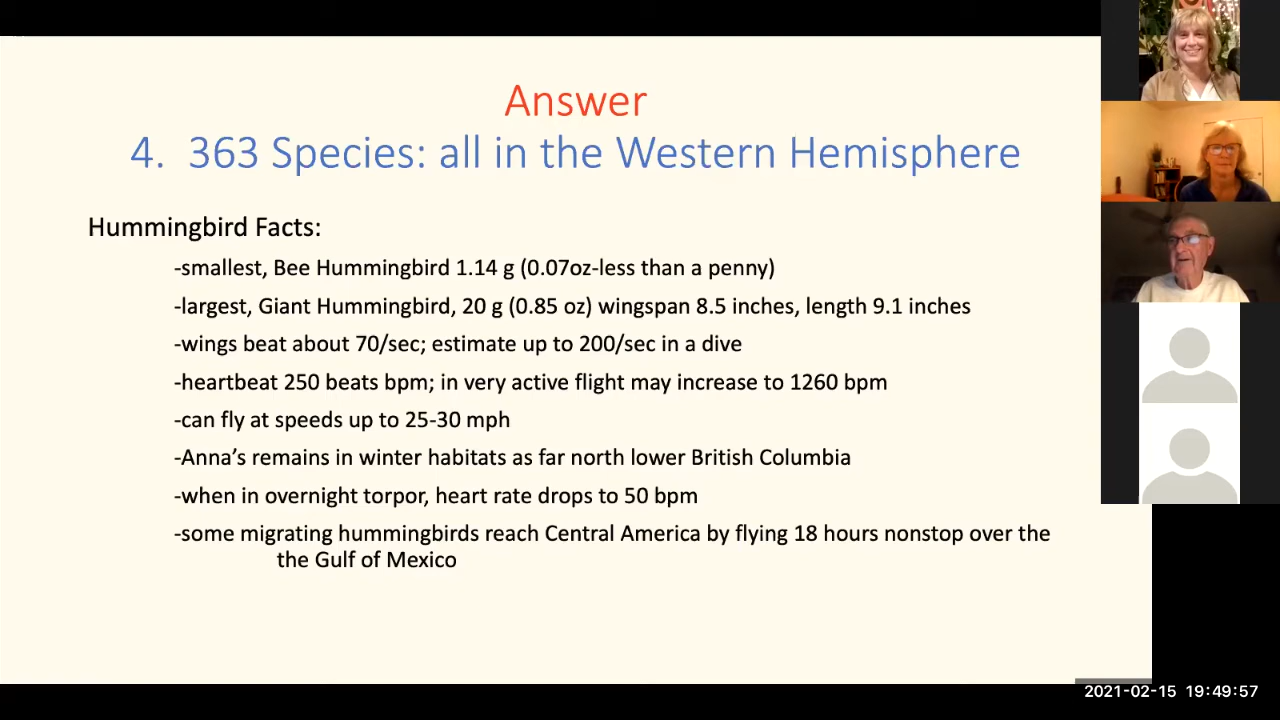 Answer
4. 363 Species: all in the Western Hemisphere
Hummingbird Facts:
-smallest, Bee Hummingbird 1.14 g (0.07oz-less than a penny)
-largest, Giant Hummingbird, 20 g (0.85 oz) wingspan 8.5 inches, length 9.1 inches
-wings beat about 70/sec; estimate up to 200/sec in a dive
-heartbeat 250 beats bpm; in very active flight may increase to 1260 bpm
-can fly at speeds up to 25-30 mph
-Anna’s remains in winter habitats as far north lower British Columbia
-when in overnight torpor, heart rate drops to 50 bpm
-some migrating hummingbirds reach Central America by flying 18 hours nonstop over the
the Gulf of Mexico
2021-02-15 19:49:57